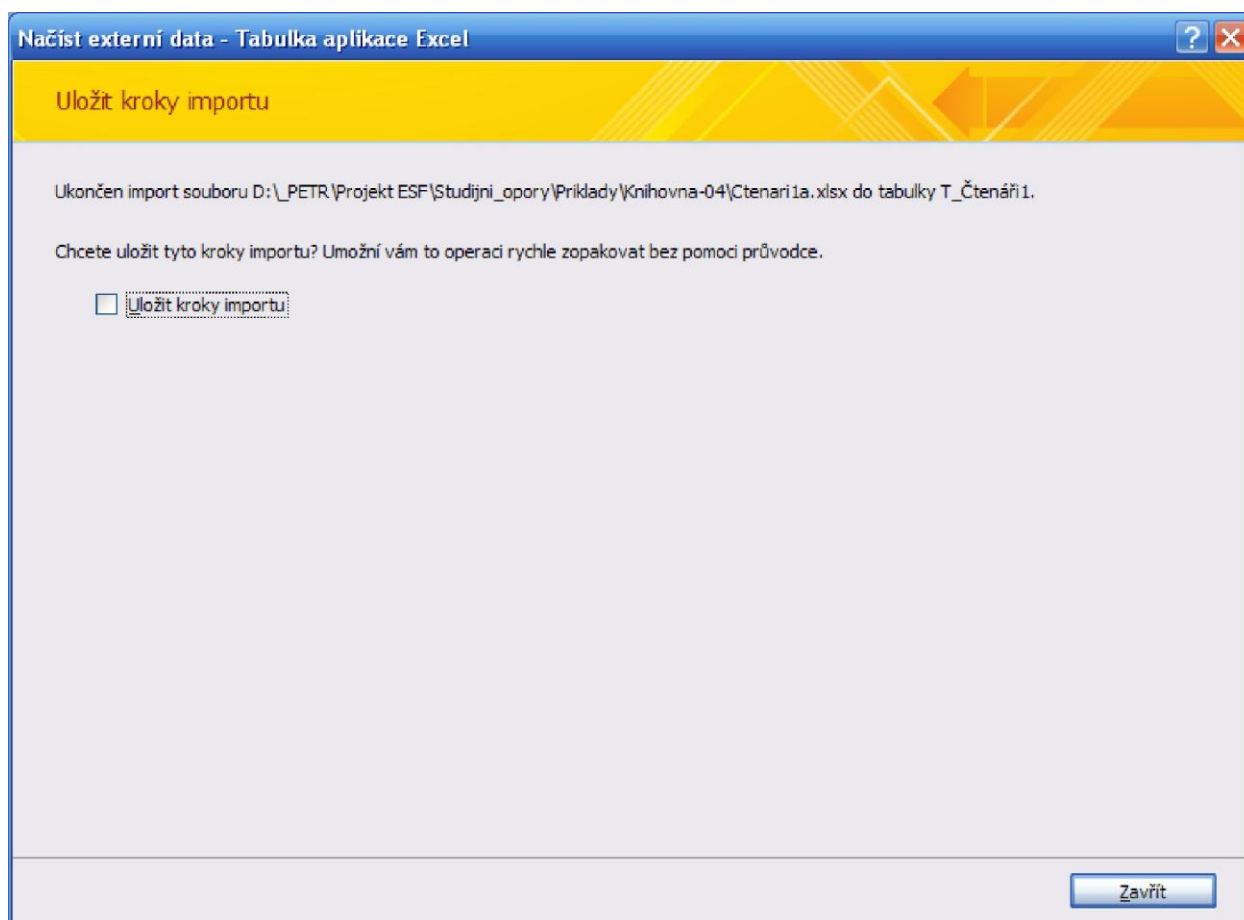 Načíst externí data - Tabulka aplikace Excel
Uložit kroky importu
Ukončen import souboru D:\_PETR\Projekt ESF\Studijni_opory\Priklady\Knihovna-04\Ctenari1a.xlsx do tabulky T_Čtenáři1.
Chcete uložit tyto kroky importu? Umožní vám to operaci rychle zopakovat bez pomoci průvodce.
Uložit kroky importu
Zavřít